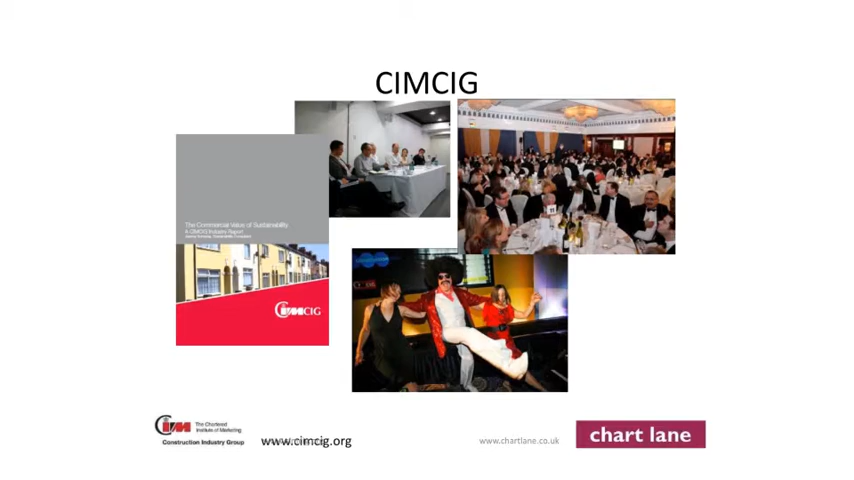 CIMCIG
The Commercial Value of Sustainability
A CIMCIG Industry Report
CIMCIG
CIM
The Chartered
Institute of Marketing
Construction Industry Group
www.cimcig.org
www.chartlane.co.uk
chart lane